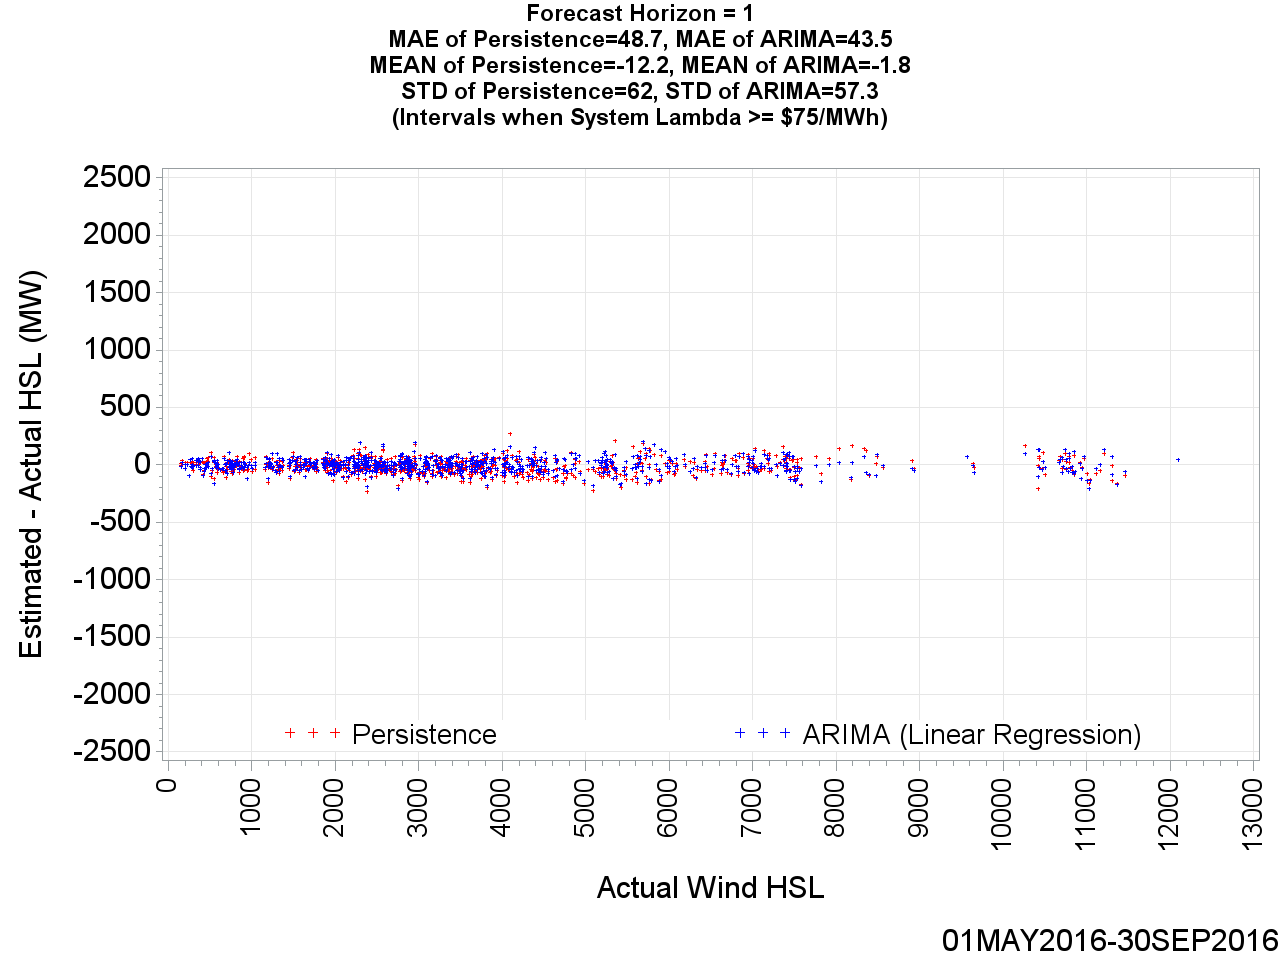 Forecast Horizon = 1
MAE of Persistence=48.7, MAE of ARIMA=43.5
MEAN of Persistence=-12.2, MEAN of ARIMA=-1.8
STD of Persistence=62, STD of ARIMA=57.3
(Intervals when System Lambda >= $75/MWh)
Estimated - Actual HSL (MW)
2500
2000
1500
1000
500
0
-500
-1000
-1500
-2000
-2500
Persistence
ARIMA (Linear Regression)
0
1000
2000
3000
4000
5000
6000
7000
8000
9000
10000
11000
12000
13000
Actual Wind HSL
01MAY2016-30SEP2016